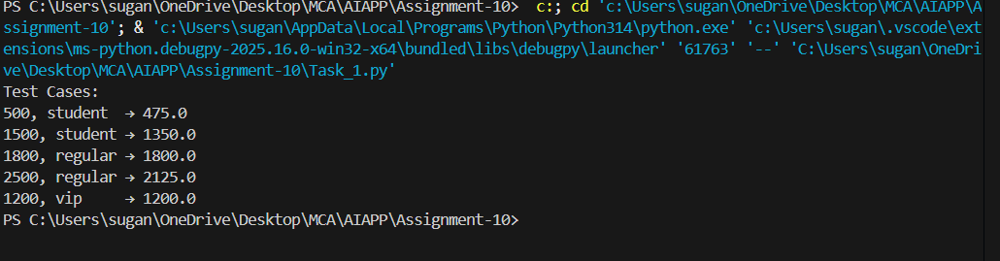 PS C:\Users\sugan\OneDrive\Desktop\MCA\AIAPP\Assignment-10>  c:; cd 'c:\Users\sugan\OneDrive\Desktop\MCA\AIAPP\A
ssignment-10'; & 'c:\Users\sugan\AppData\Local\Programs\Python\Python314\python.exe' 'c:\Users\sugan\.vscode\ext
ensions\ms-python.debugpy-2025.16.0-win32-x64\bundled\libs\debugpy\launcher' '61763' '--' 'C:\Users\sugan\OneDri
ve\Desktop\MCA\AIAPP\Assignment-10\Task_1.py'
Test Cases:
500, student  → 475.0
1500, student → 1350.0
1800, regular → 1800.0
2500, regular → 2125.0
1200, vip     → 1200.0
PS C:\Users\sugan\OneDrive\Desktop\MCA\AIAPP\Assignment-10>